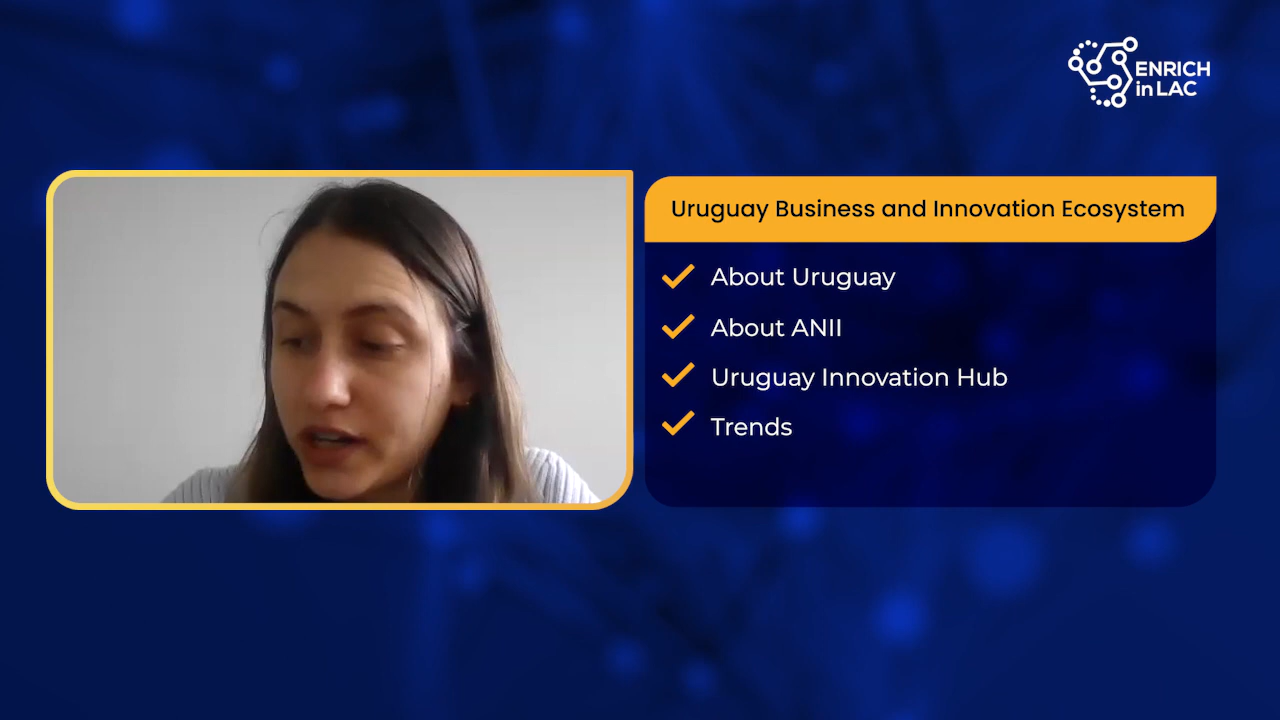 ENRICH
in LAC
Uruguay Business and Innovation Ecosystem
About Uruguay
About ANII
Uruguay Innovation Hub
Trends